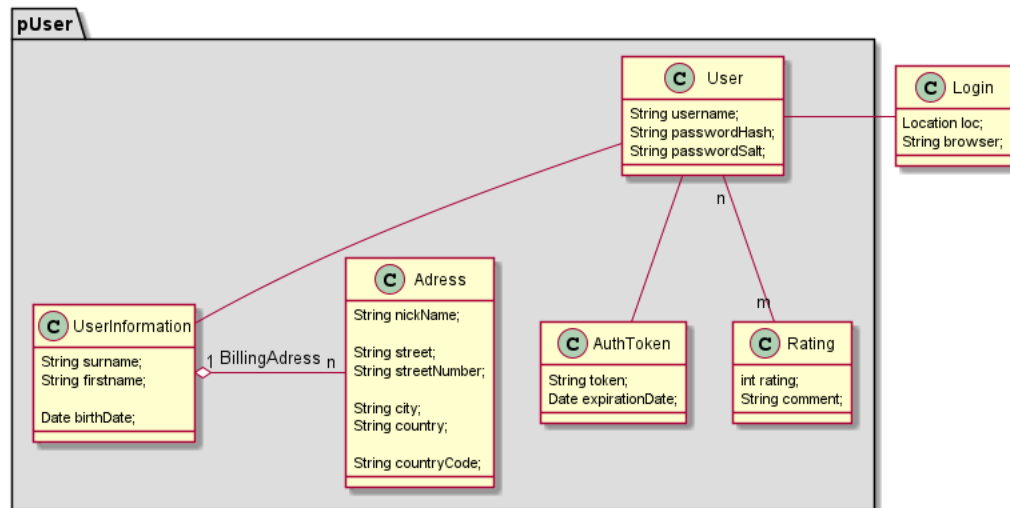 pUser
C User
String username;
String passwordHash;
String passwordSalt;
C Login
Location loc;
String browser;
n
C Adress
String nickName;
String street;
String streetNumber;
String city;
String country;
String countryCode;
C UserInformation
String surname;
String firstname;
Date birthDate;
1 BillingAdress n
m
C AuthToken
String token;
Date expirationDate;
C Rating
int rating;
String comment;